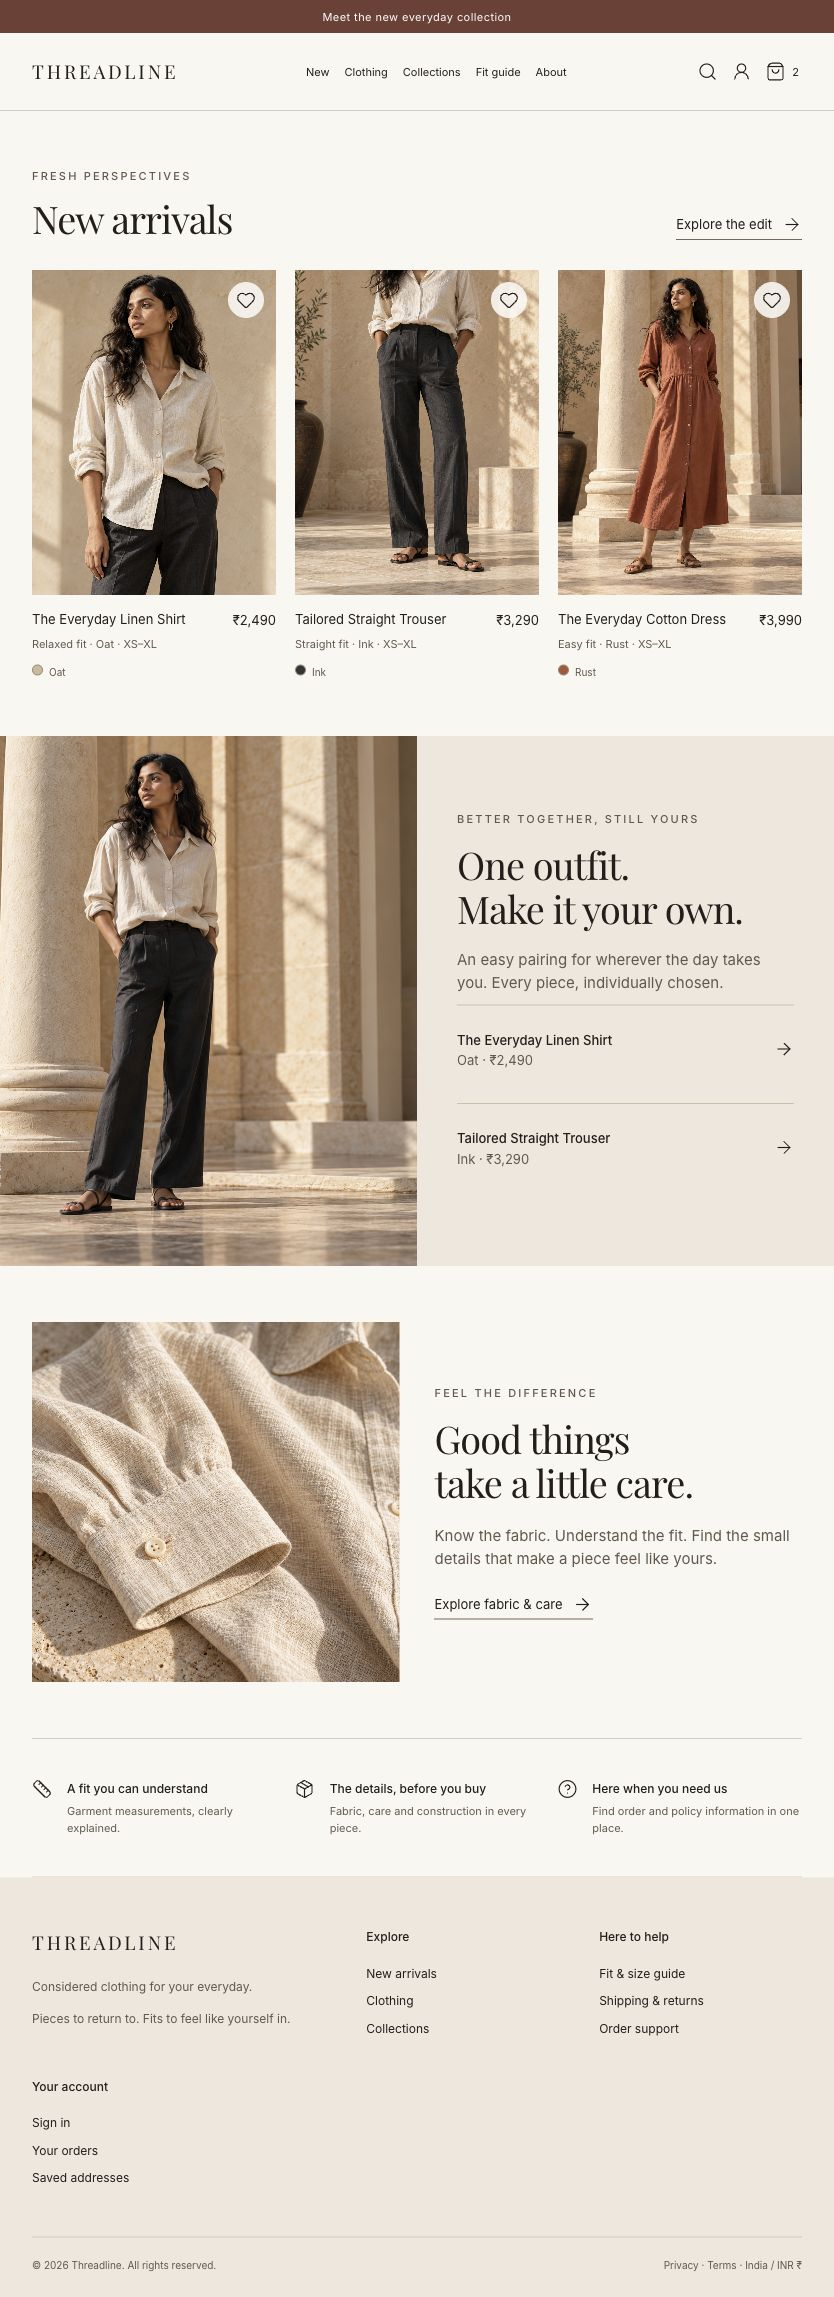 Meet the new everyday collection
THREADLINE
New Clothing Collections Fit guide About
2
FRESH PERSPECTIVES
New arrivals
Explore the edit
The Everyday Linen Shirt ₹2,490
Relaxed fit · Oat · XS–XL
Oat
Tailored Straight Trouser ₹3,290
Straight fit · Ink · XS–XL
Ink
The Everyday Cotton Dress ₹3,990
Easy fit · Rust · XS–XL
Rust
BETTER TOGETHER, STILL YOURS
One outfit.
Make it your own.
An easy pairing for wherever the day takes
you. Every piece, individually chosen.
The Everyday Linen Shirt
Oat · ₹2,490
Tailored Straight Trouser
Ink · ₹3,290
FEEL THE DIFFERENCE
Good things
take a little care.
Know the fabric. Understand the fit. Find the small
details that make a piece feel like yours.
Explore fabric & care
A fit you can understand
Garment measurements, clearly
explained.
The details, before you buy
Fabric, care and construction in every
piece.
Here when you need us
Find order and policy information in one
place.
THREADLINE
Considered clothing for your everyday.
Pieces to return to. Fits to feel like yourself in.
Explore
New arrivals
Clothing
Collections
Here to help
Fit & size guide
Shipping & returns
Order support
Your account
Sign in
Your orders
Saved addresses
© 2026 Threadline. All rights reserved.
Privacy · Terms · India / INR ₹